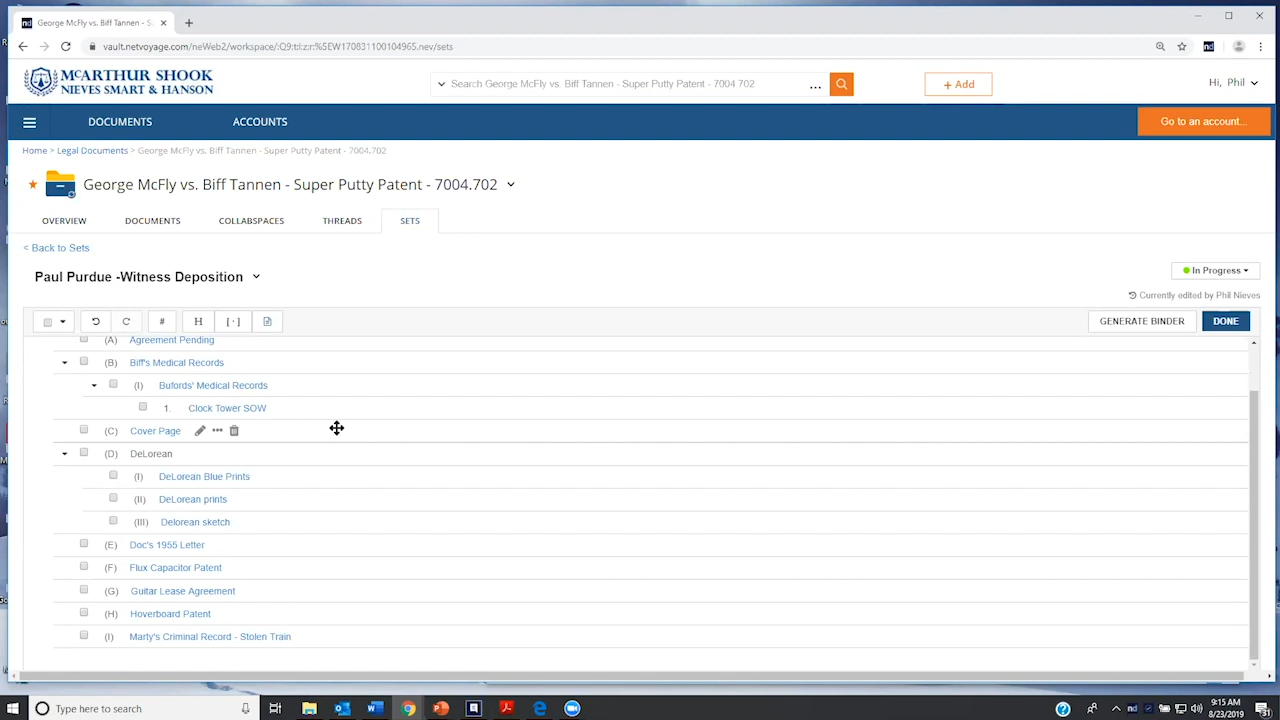 George McFly vs. Biff Tannen - S
vault.netvoyage.com/neWeb2/workspace/:Q9:t:l:z:r:%5EW170831100104965.nev/sets
nd
McARTHUR SHOOK
NIEVES SMART & HANSON
Search George McFly vs. Biff Tannen - Super Putty Patent - 7004 702
...
+ Add
Hi, Phil
DOCUMENTS
ACCOUNTS
Go to an account...
Home > Legal Documents > George McFly vs. Biff Tannen - Super Putty Patent - 7004.702
George McFly vs. Biff Tannen - Super Putty Patent - 7004.702
OVERVIEW
DOCUMENTS
COLLABSPACES
THREADS
SETS
< Back to Sets
Paul Purdue -Witness Deposition
In Progress
Currently edited by Phil Nieves
#
H
[·]
GENERATE BINDER
DONE
(A) Agreement Pending
(B) Biff's Medical Records
(I) Bufords' Medical Records
1. Clock Tower SOW
(C) Cover Page
(D) DeLorean
(I) DeLorean Blue Prints
(II) DeLorean prints
(III) Delorean sketch
(E) Doc's 1955 Letter
(F) Flux Capacitor Patent
(G) Guitar Lease Agreement
(H) Hoverboard Patent
(I) Marty's Criminal Record - Stolen Train
Type here to search
9:15 AM
8/23/2019